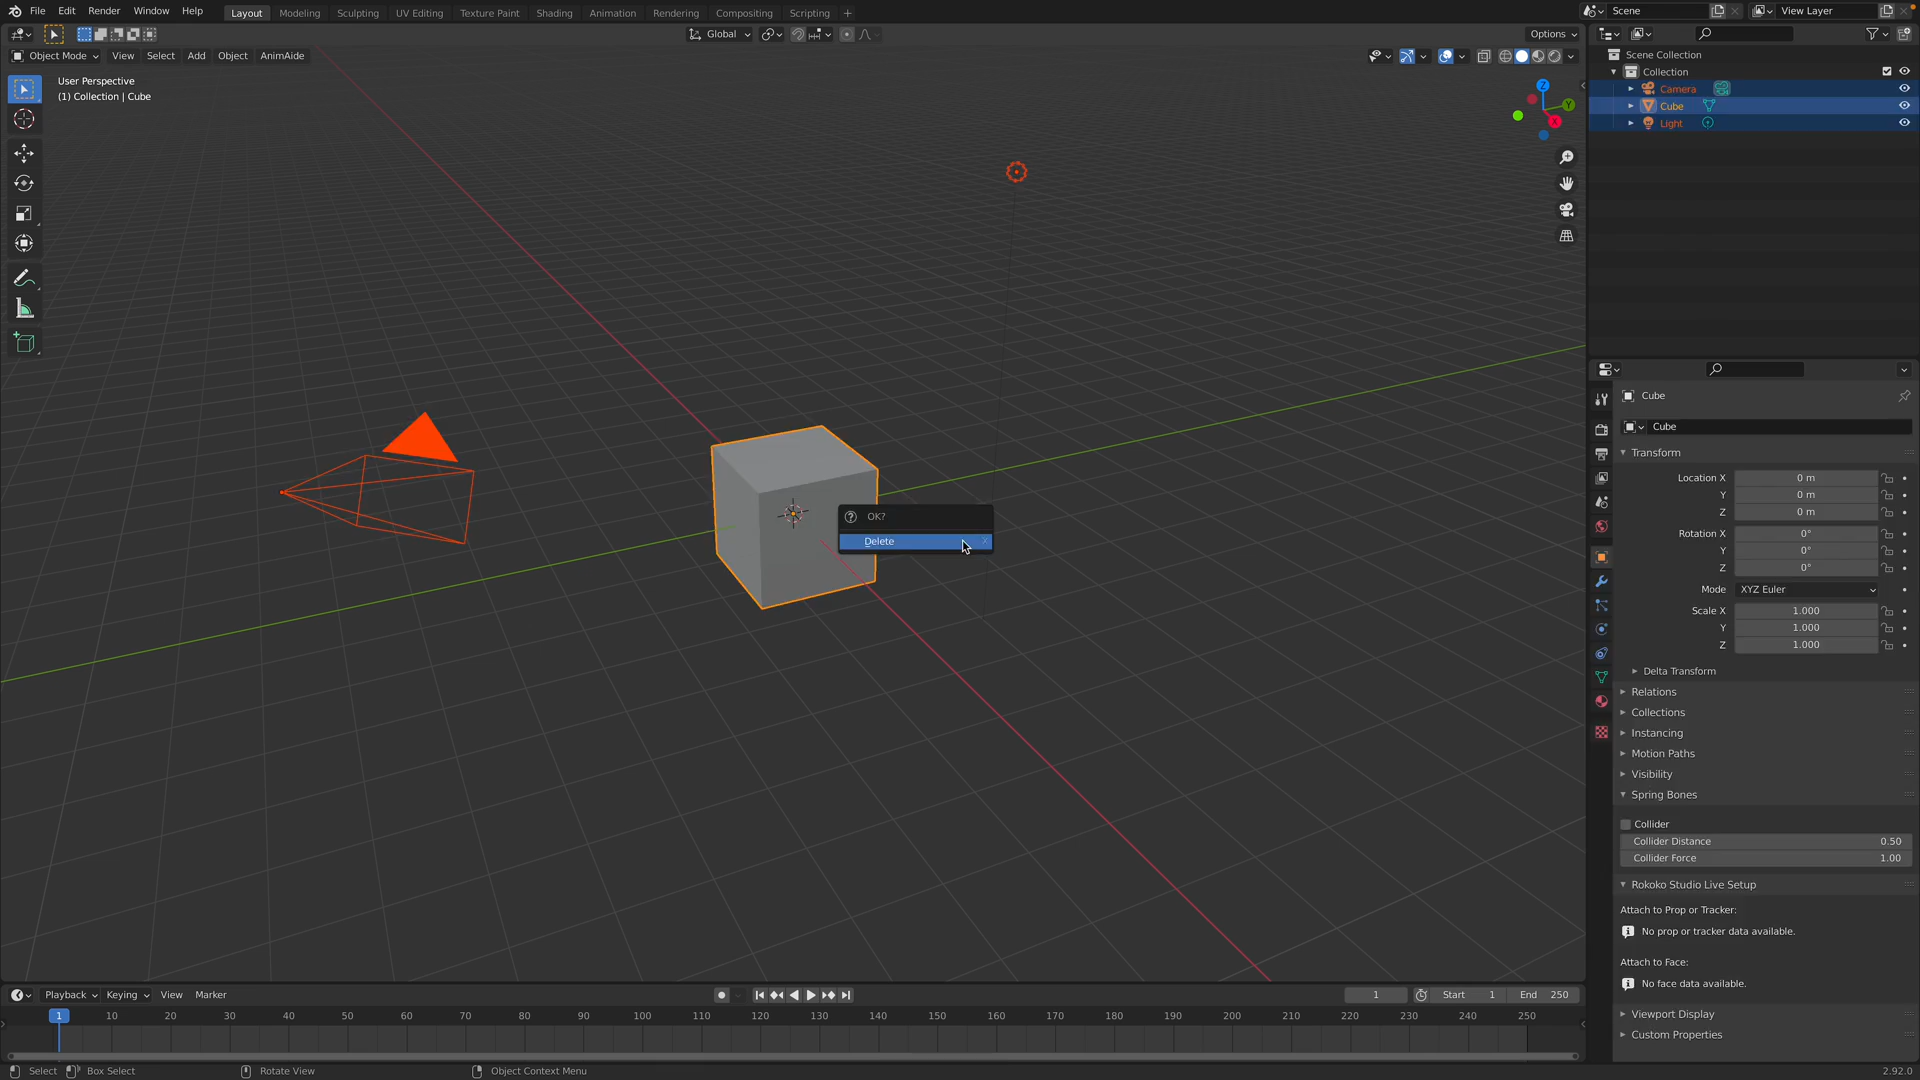 File Edit Render Window Help Layout Modeling Sculpting UV Editing Texture Paint Shading Animation Rendering Compositing Scripting + Scene View Layer
Global Options
Object Mode View Select Add Object AnimAide
User Perspective
(1) Collection | Cube
Z
Y
X
Scene Collection
Collection
Camera
Cube
Light
OK?
Delete X
Cube
Cube
Transform
Location X 0 m
Y 0 m
Z 0 m
Rotation X 0°
Y 0°
Z 0°
Mode XYZ Euler
Scale X 1.000
Y 1.000
Z 1.000
Delta Transform
Relations
Collections
Instancing
Motion Paths
Visibility
Spring Bones
Collider
Collider Distance 0.50
Collider Force 1.00
Rokoko Studio Live Setup
Attach to Prop or Tracker:
No prop or tracker data available.
Attach to Face:
No face data available.
Viewport Display
Custom Properties
Playback Keying View Marker 1 Start 1 End 250
1 10 20 30 40 50 60 70 80 90 100 110 120 130 140 150 160 170 180 190 200 210 220 230 240 250
Select Box Select Rotate View Object Context Menu 2.92.0